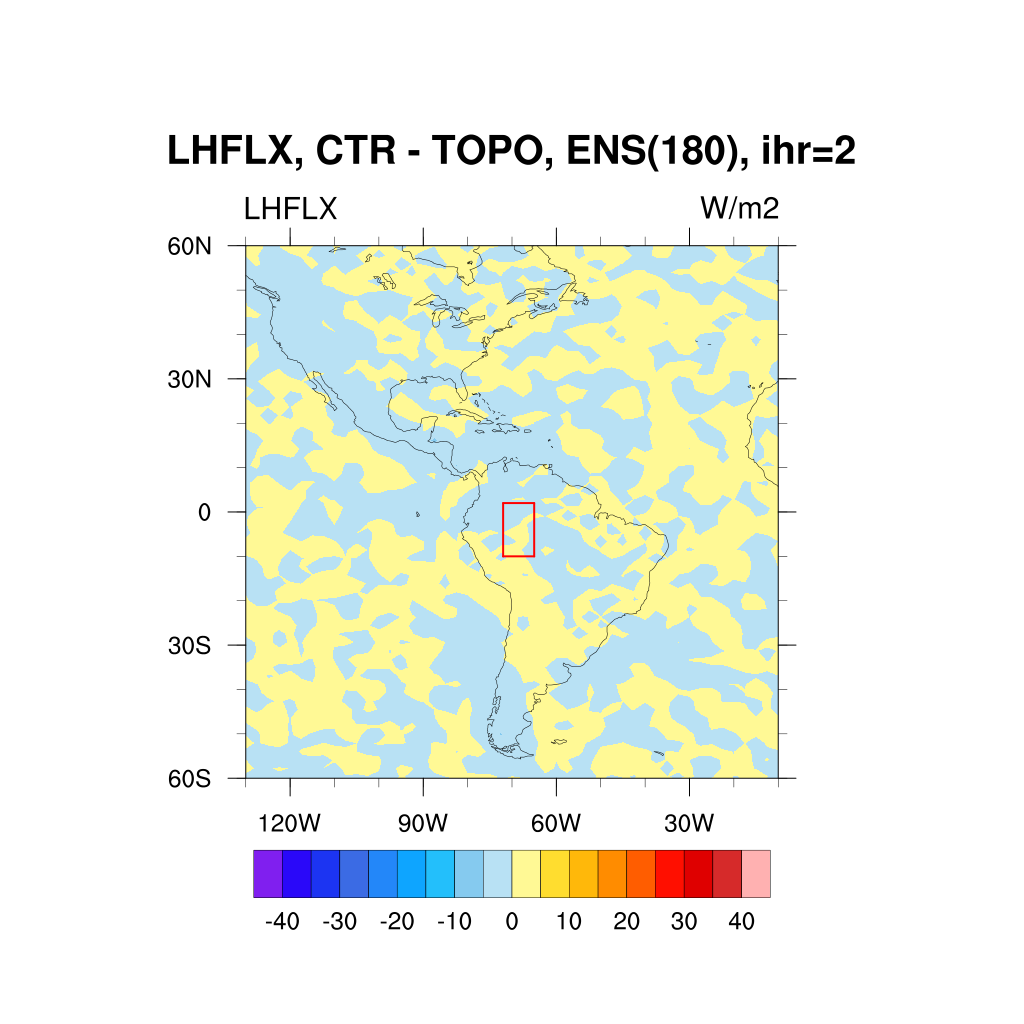 LHFLX, CTR - TOPO, ENS(180), ihr=2
LHFLX W/m2
60N
30N
0
30S
60S
120W 90W 60W 30W
-40 -30 -20 -10 0 10 20 30 40